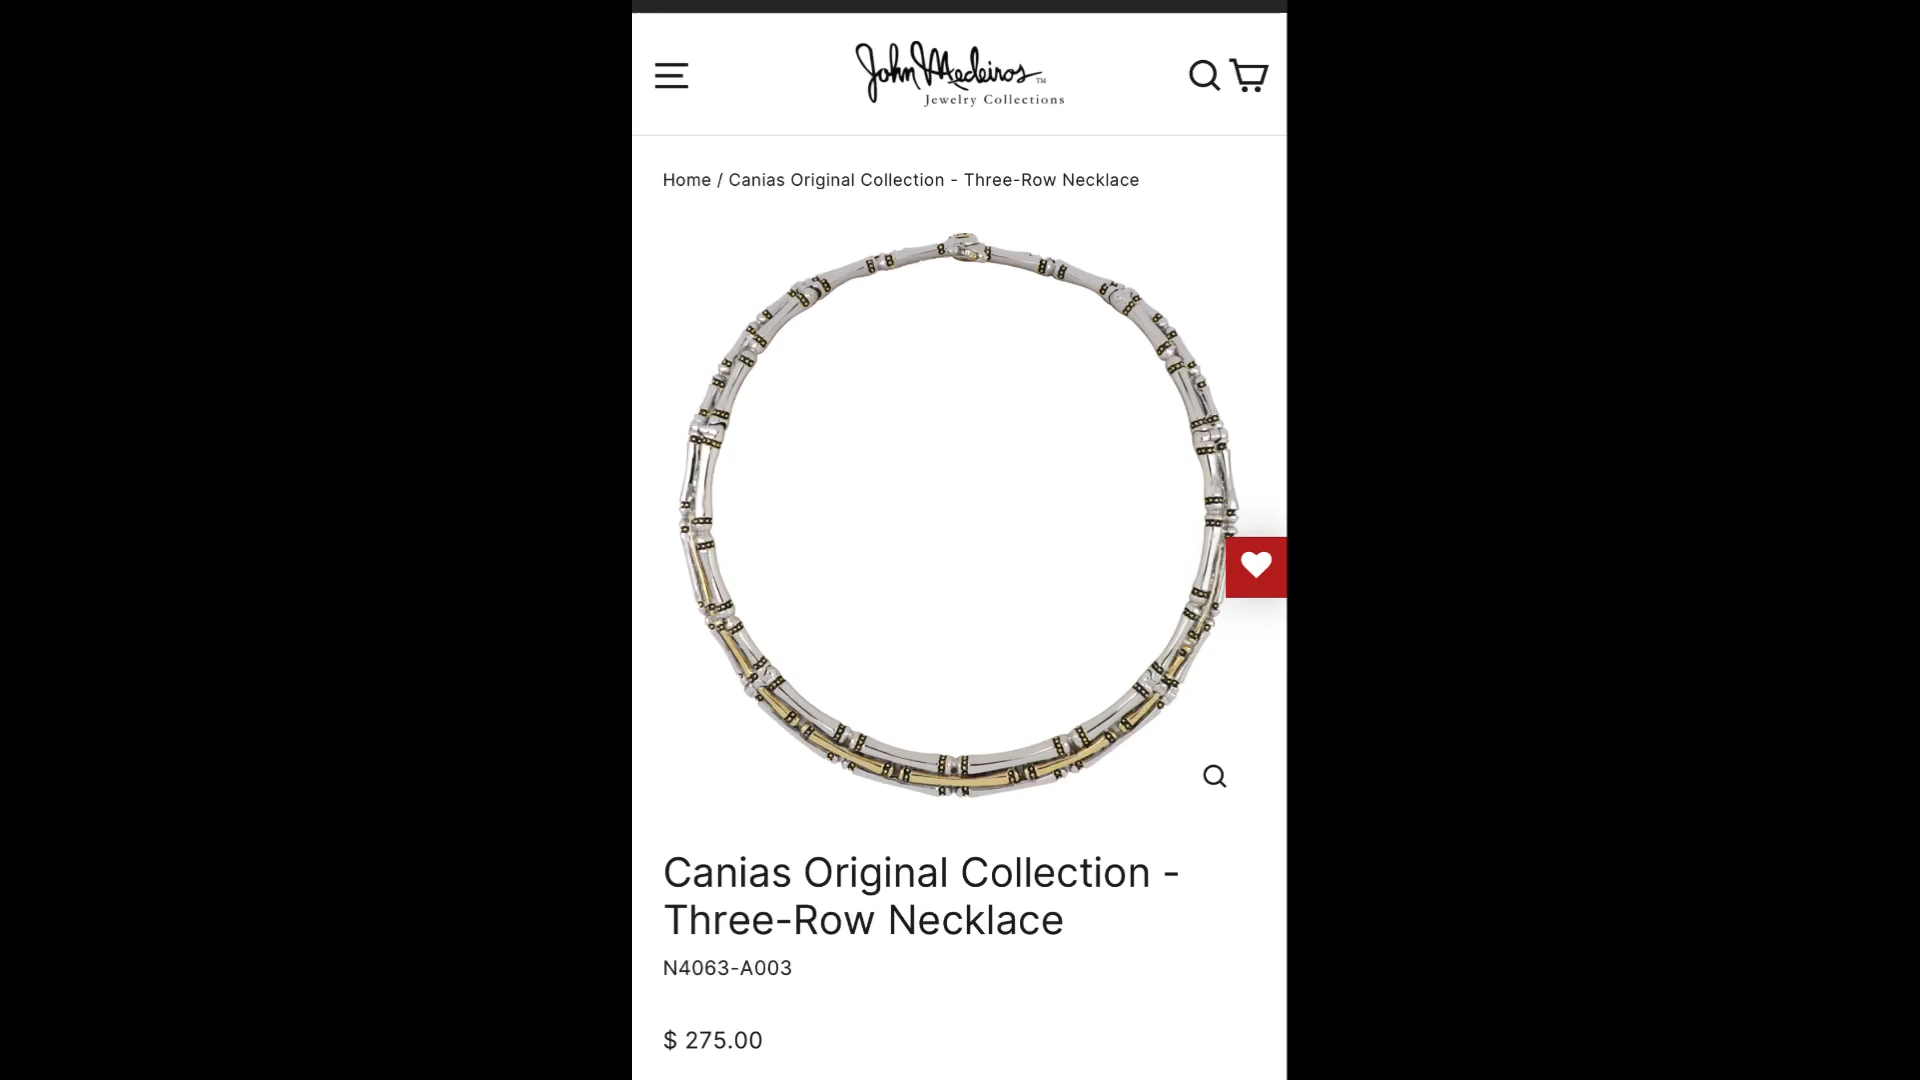 John Medeiros™
Jewelry Collections
Home / Canias Original Collection - Three-Row Necklace
Canias Original Collection -
Three-Row Necklace
N4063-A003
$ 275.00